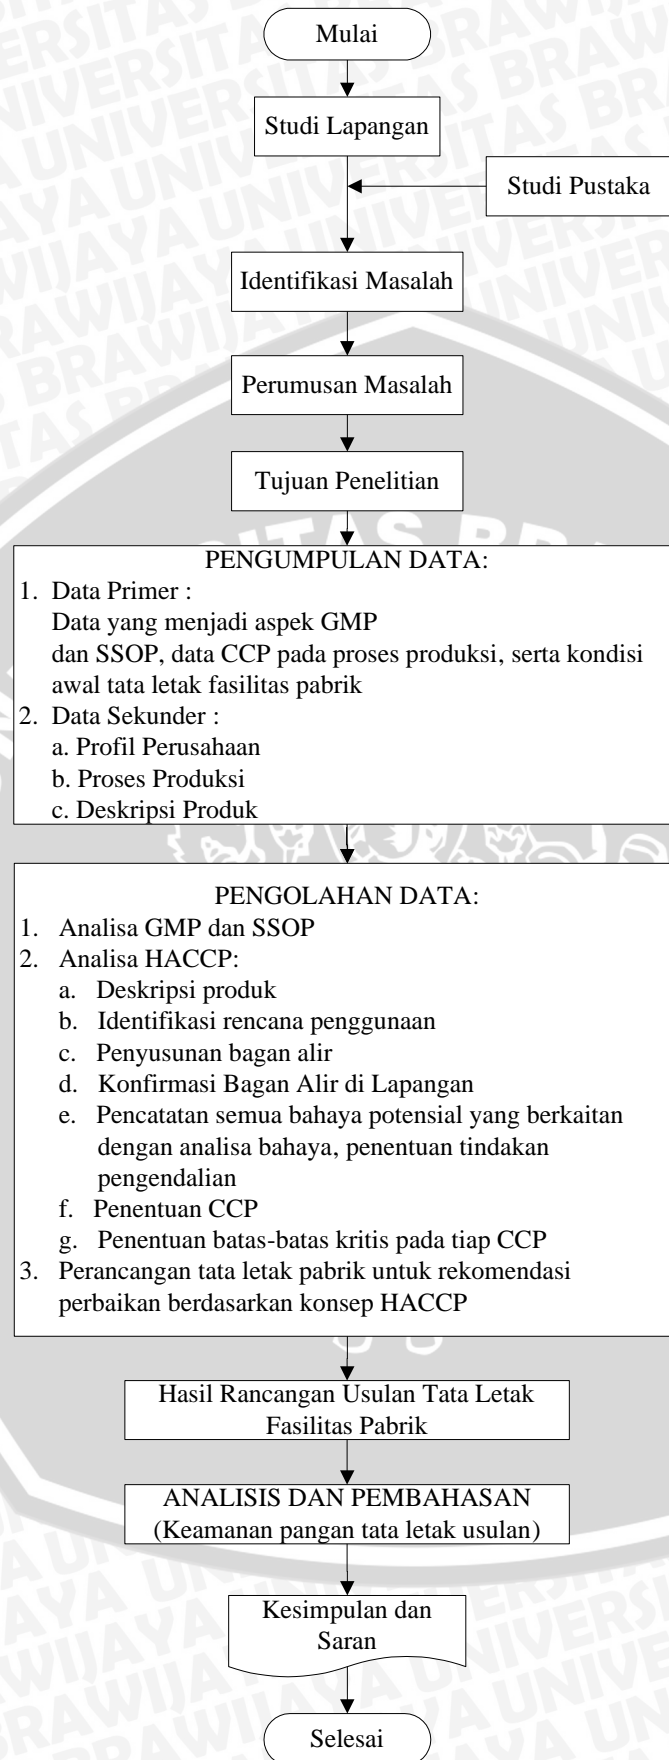 Mulai
Studi Lapangan
Studi Pustaka
Identifikasi Masalah
Perumusan Masalah
Tujuan Penelitian
PENGUMPULAN DATA:
1. Data Primer :
Data yang menjadi aspek GMP
dan SSOP, data CCP pada proses produksi, serta kondisi
awal tata letak fasilitas pabrik
2. Data Sekunder :
a. Profil Perusahaan
b. Proses Produksi
c. Deskripsi Produk
PENGOLAHAN DATA:
1. Analisa GMP dan SSOP
2. Analisa HACCP:
a. Deskripsi produk
b. Identifikasi rencana penggunaan
c. Penyusunan bagan alir
d. Konfirmasi Bagan Alir di Lapangan
e. Pencatatan semua bahaya potensial yang berkaitan
dengan analisa bahaya, penentuan tindakan
pengendalian
f. Penentuan CCP
g. Penentuan batas-batas kritis pada tiap CCP
3. Perancangan tata letak pabrik untuk rekomendasi
perbaikan berdasarkan konsep HACCP
Hasil Rancangan Usulan Tata Letak
Fasilitas Pabrik
ANALISIS DAN PEMBAHASAN
(Keamanan pangan tata letak usulan)
Kesimpulan dan
Saran
Selesai